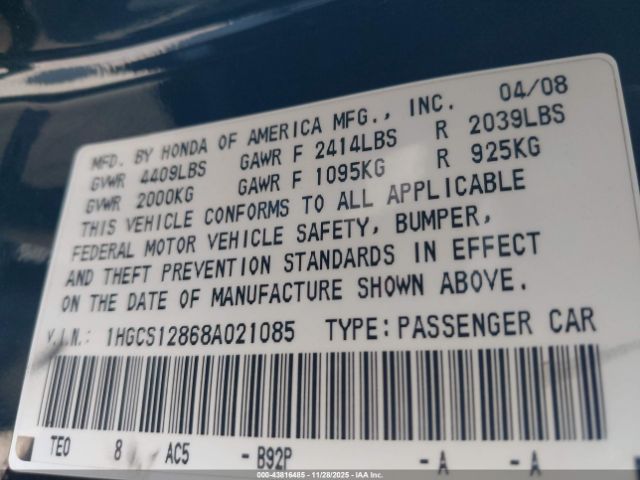 MFD. BY HONDA OF AMERICA MFG., INC. 04/08
GVWR 4409LBS GAWR F 2414LBS R 2039LBS
GVWR 2000KG GAWR F 1095KG R 925KG
THIS VEHICLE CONFORMS TO ALL APPLICABLE
FEDERAL MOTOR VEHICLE SAFETY, BUMPER,
AND THEFT PREVENTION STANDARDS IN EFFECT
ON THE DATE OF MANUFACTURE SHOWN ABOVE.
V.I.N.: 1HGCS12868A021085 TYPE:PASSENGER CAR
TEO 8 AC5 -B92P -A -A
000-43816485 11/28/2025 IAAI.COM